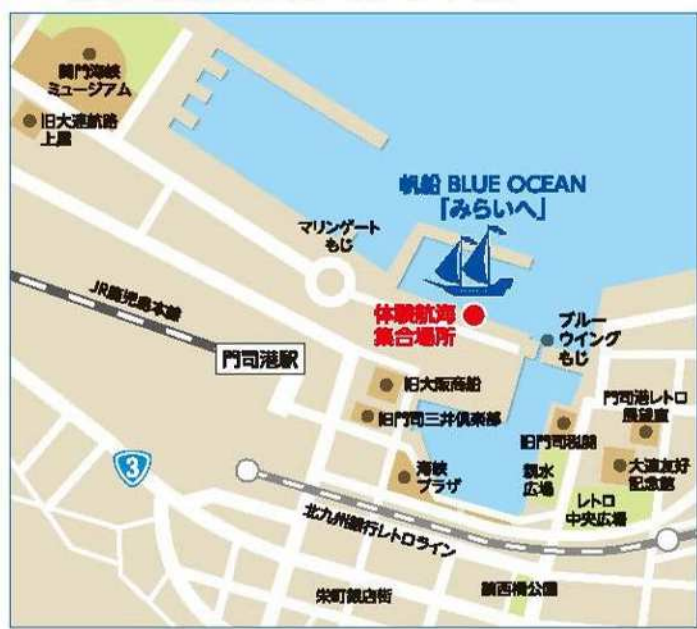 関門海峡
ミュージアム
旧大連航路
上屋
帆船 BLUE OCEAN
「みらいへ」
マリンゲート
もじ
体験航海
集合場所
ブルー
ウイング
もじ
JR鹿児島本線
門司港駅
旧大阪商船
旧門司三井倶楽部
門司港レトロ
展望室
旧門司税関
海峡
プラザ
親水
広場
大連友好
記念館
レトロ
中央広場
3
北九州銀行レトロライン
栄町銀店街
鎮西橋公園